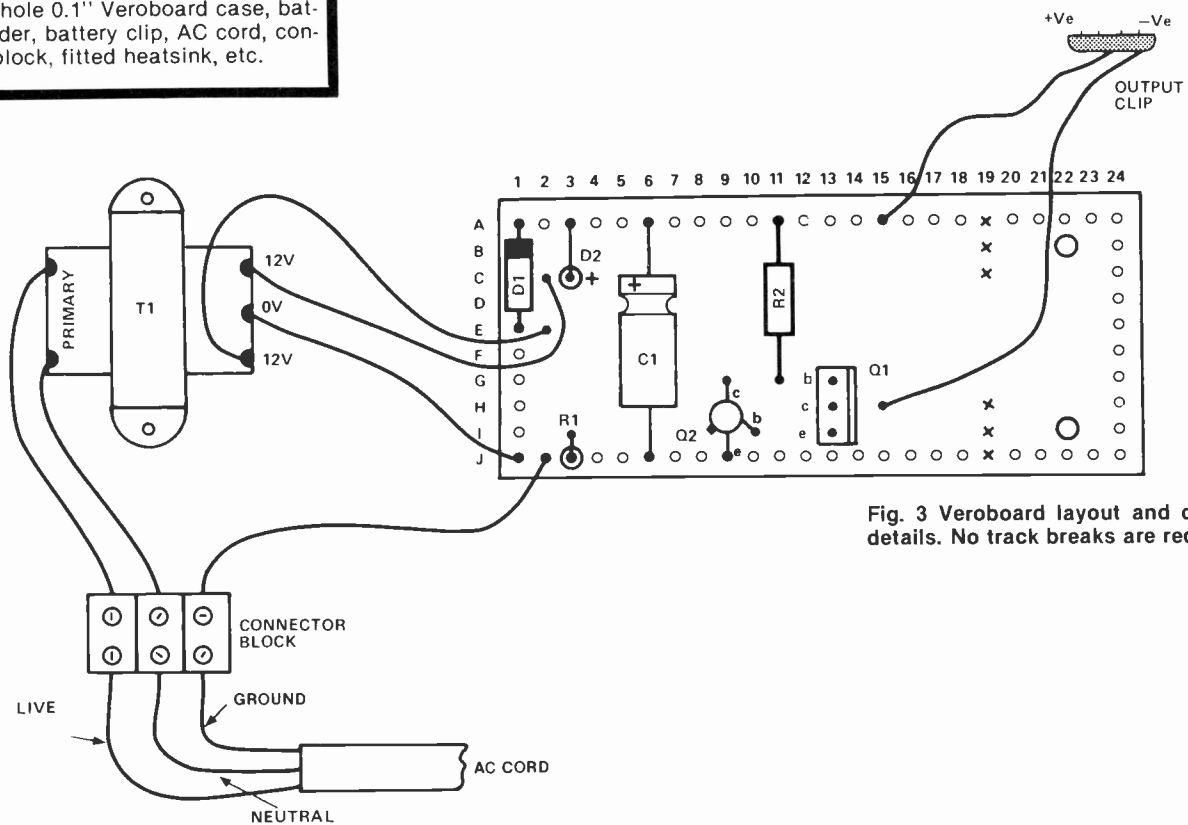 hole 0.1" Veroboard case, bat-
der, battery clip, AC cord, con-
lock, fitted heatsink, etc.
+Ve
—Ve
OUTPUT
CLIP
1 2 3 4 5 6 7 8 9 10 11 12 13 14 15 16 17 18 19 20 21 22 23 24
A
B
C
D
E
F
G
H
I
J
D1
D2
+
+
C1
R2
R1
Q2
c
b
e
Q1
b
c
e
PRIMARY
T1
12V
0V
12V
Fig. 3 Veroboard layout and c
details. No track breaks are rec
CONNECTOR
BLOCK
LIVE
GROUND
AC CORD
NEUTRAL